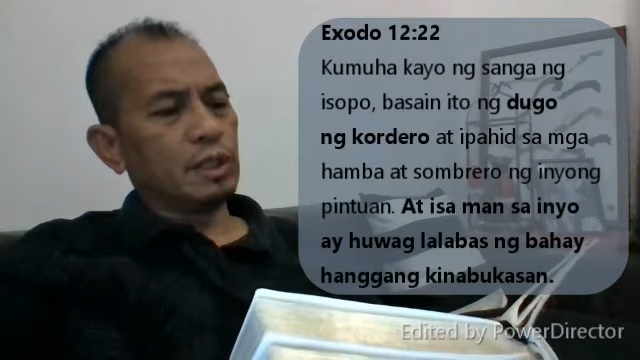 Exodo 12:22
Kumuha kayo ng sanga ng
isopo, basain ito ng dugo
ng kordero at ipahid sa mga
hamba at sombrero ng inyong
pintuan. At isa man sa inyo
ay huwag lalabas ng bahay
hanggang kinabukasan.
Edited by PowerDirector